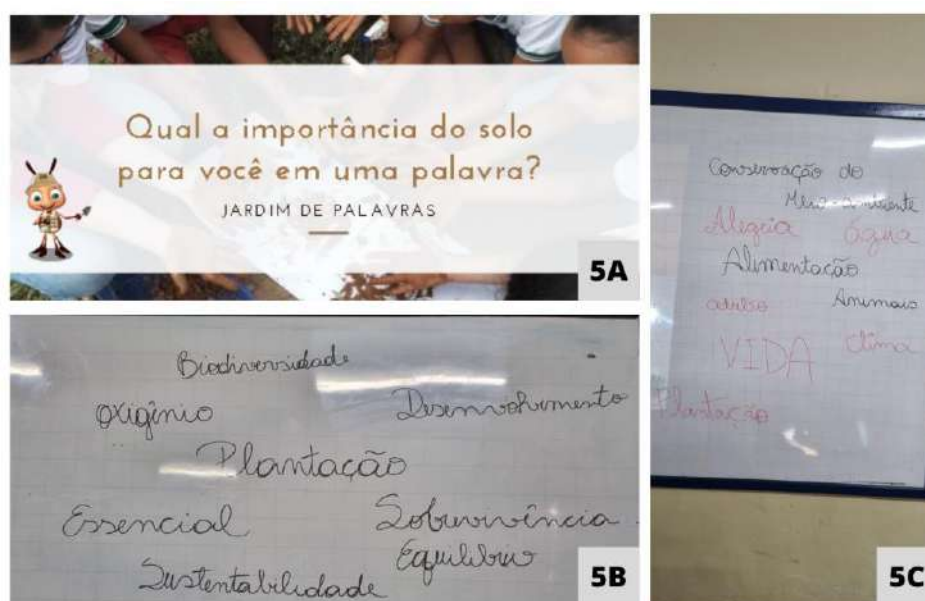 Qual a importância do solo
para você em uma palavra?
JARDIM DE PALAVRAS
5A
Biodiversidade
Oxigênio
Desenvolvimento
Plantação
Essencial
Sobrevivência
Equilíbrio
Sustentabilidade
5B
Conservação do
Meio ambiente
Alegria água
Alimentação
Animais
VIDA clima
Plantação
5C